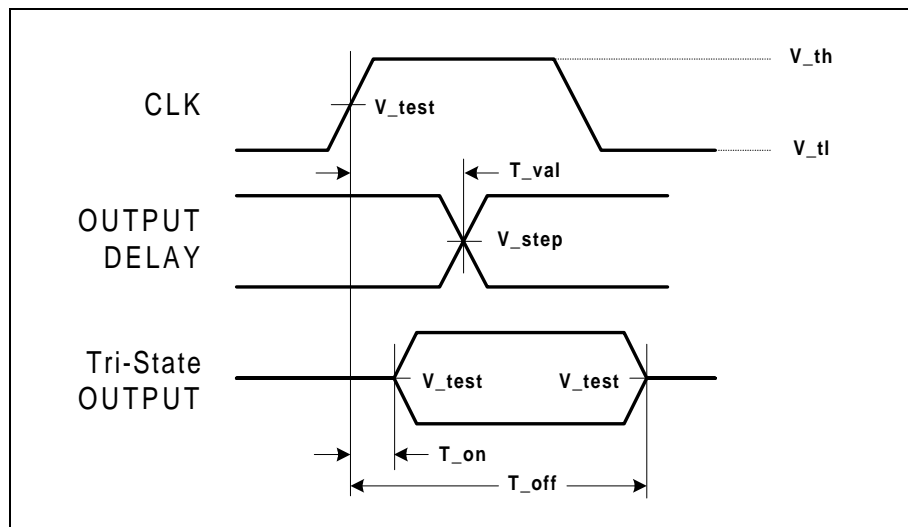 V_th
CLK
V_test
V_tl
T_val
OUTPUT
DELAY
V_step
Tri-State
OUTPUT
V_test
V_test
T_on
T_off